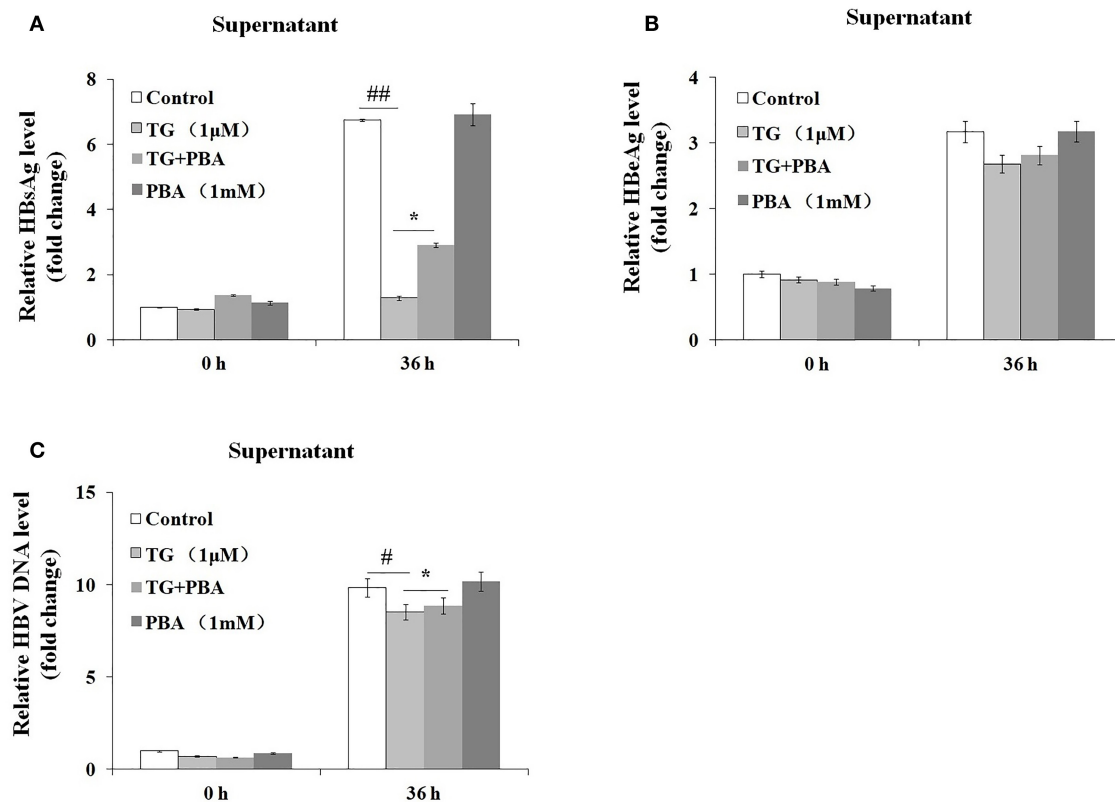 A
Supernatant
Relative HBsAg level
(fold change)
8
6
4
2
0
Control
TG （1μM）
TG+PBA
PBA （1mM）
##
*
0 h
36 h
B
Supernatant
Relative HBeAg level
(fold change)
4
3
2
1
0
Control
TG （1μM）
TG+PBA
PBA （1mM）
0 h
36 h
C
Supernatant
Relative HBV DNA level
(fold change)
15
10
5
0
Control
TG （1μM）
TG+PBA
PBA （1mM）
#
*
0 h
36 h